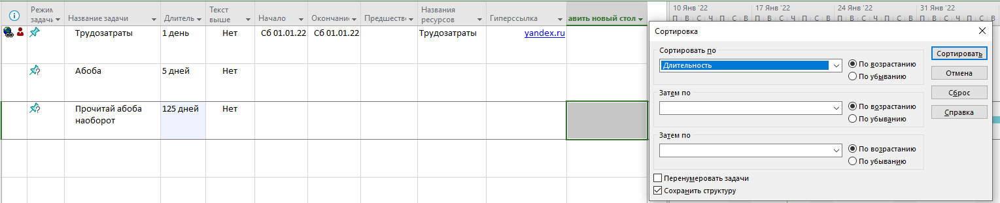 Режим задачи
Название задачи
Длитель
Текст выше
Начало
Окончание
Предшеств
Названия ресурсов
Гиперссылка
авить новый стол
10 Янв '22
17 Янв '22
24 Янв '22
31 Янв '22
П В С Ч П С В П В С Ч П С В П В С Ч П С В П В С Ч П С В
Трудозатраты
1 день
Нет
Сб 01.01.22
Сб 01.01.22
Трудозатраты
yandex.ru
Абоба
5 дней
Нет
Прочитай абоба
наоборот
125 дней
Нет
Сортировка
Сортировать по
Длительность
По возрастанию
По убыванию
Затем по
По возрастанию
По убыванию
Затем по
По возрастанию
По убыванию
Перенумеровать задачи
Сохранить структуру
Сортировать
Отмена
Сброс
Справка